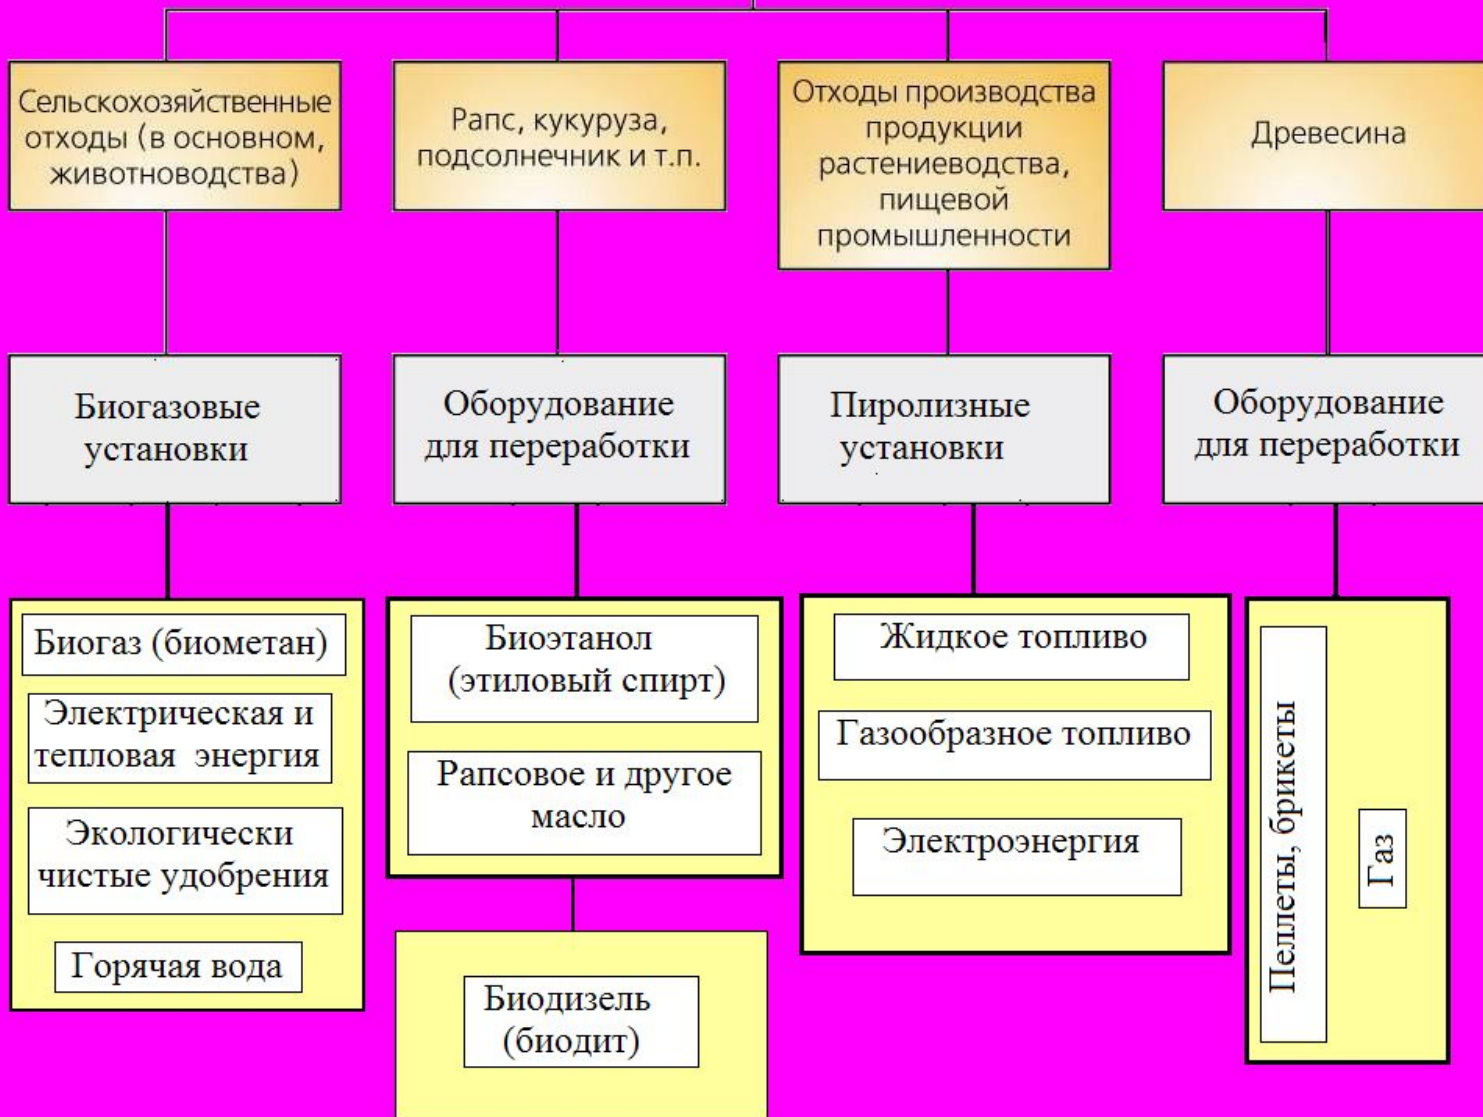 Сельскохозяйственные
отходы (в основном,
животноводства)
Рапс, кукуруза,
подсолнечник и т.п.
Отходы производства
продукции
растениеводства,
пищевой
промышленности
Древесина
Биогазовые
установки
Оборудование
для переработки
Пиролизные
установки
Оборудование
для переработки
Биогаз (биометан)
Электрическая и
тепловая энергия
Экологически
чистые удобрения
Горячая вода
Биоэтанол
(этиловый спирт)
Рапсовое и другое
масло
Биодизель
(биодит)
Жидкое топливо
Газообразное топливо
Электроэнергия
Пеллеты, брикеты
Газ